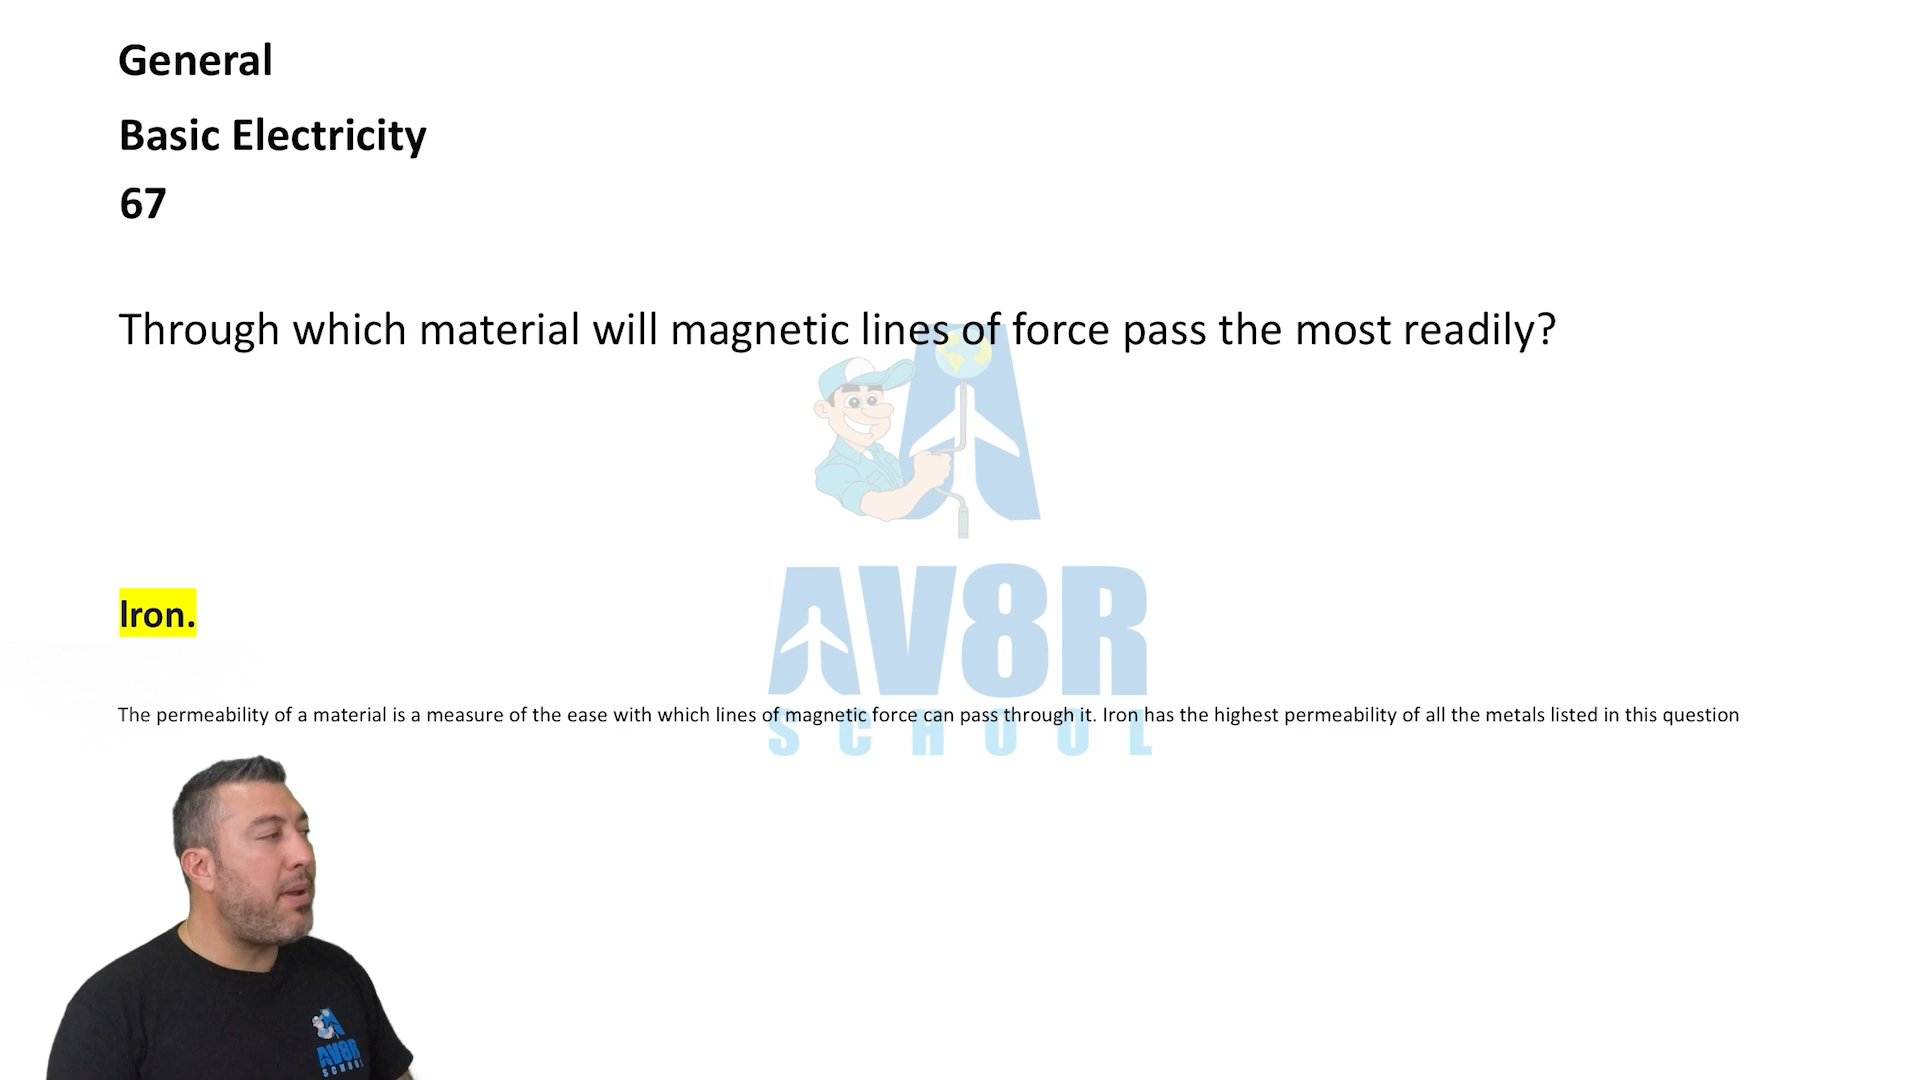 General
Basic Electricity
67
Through which material will magnetic lines of force pass the most readily?
AV8R
SCHOOL
Iron.
The permeability of a material is a measure of the ease with which lines of magnetic force can pass through it. Iron has the highest permeability of all the metals listed in this question
AV8R
SCHOOL